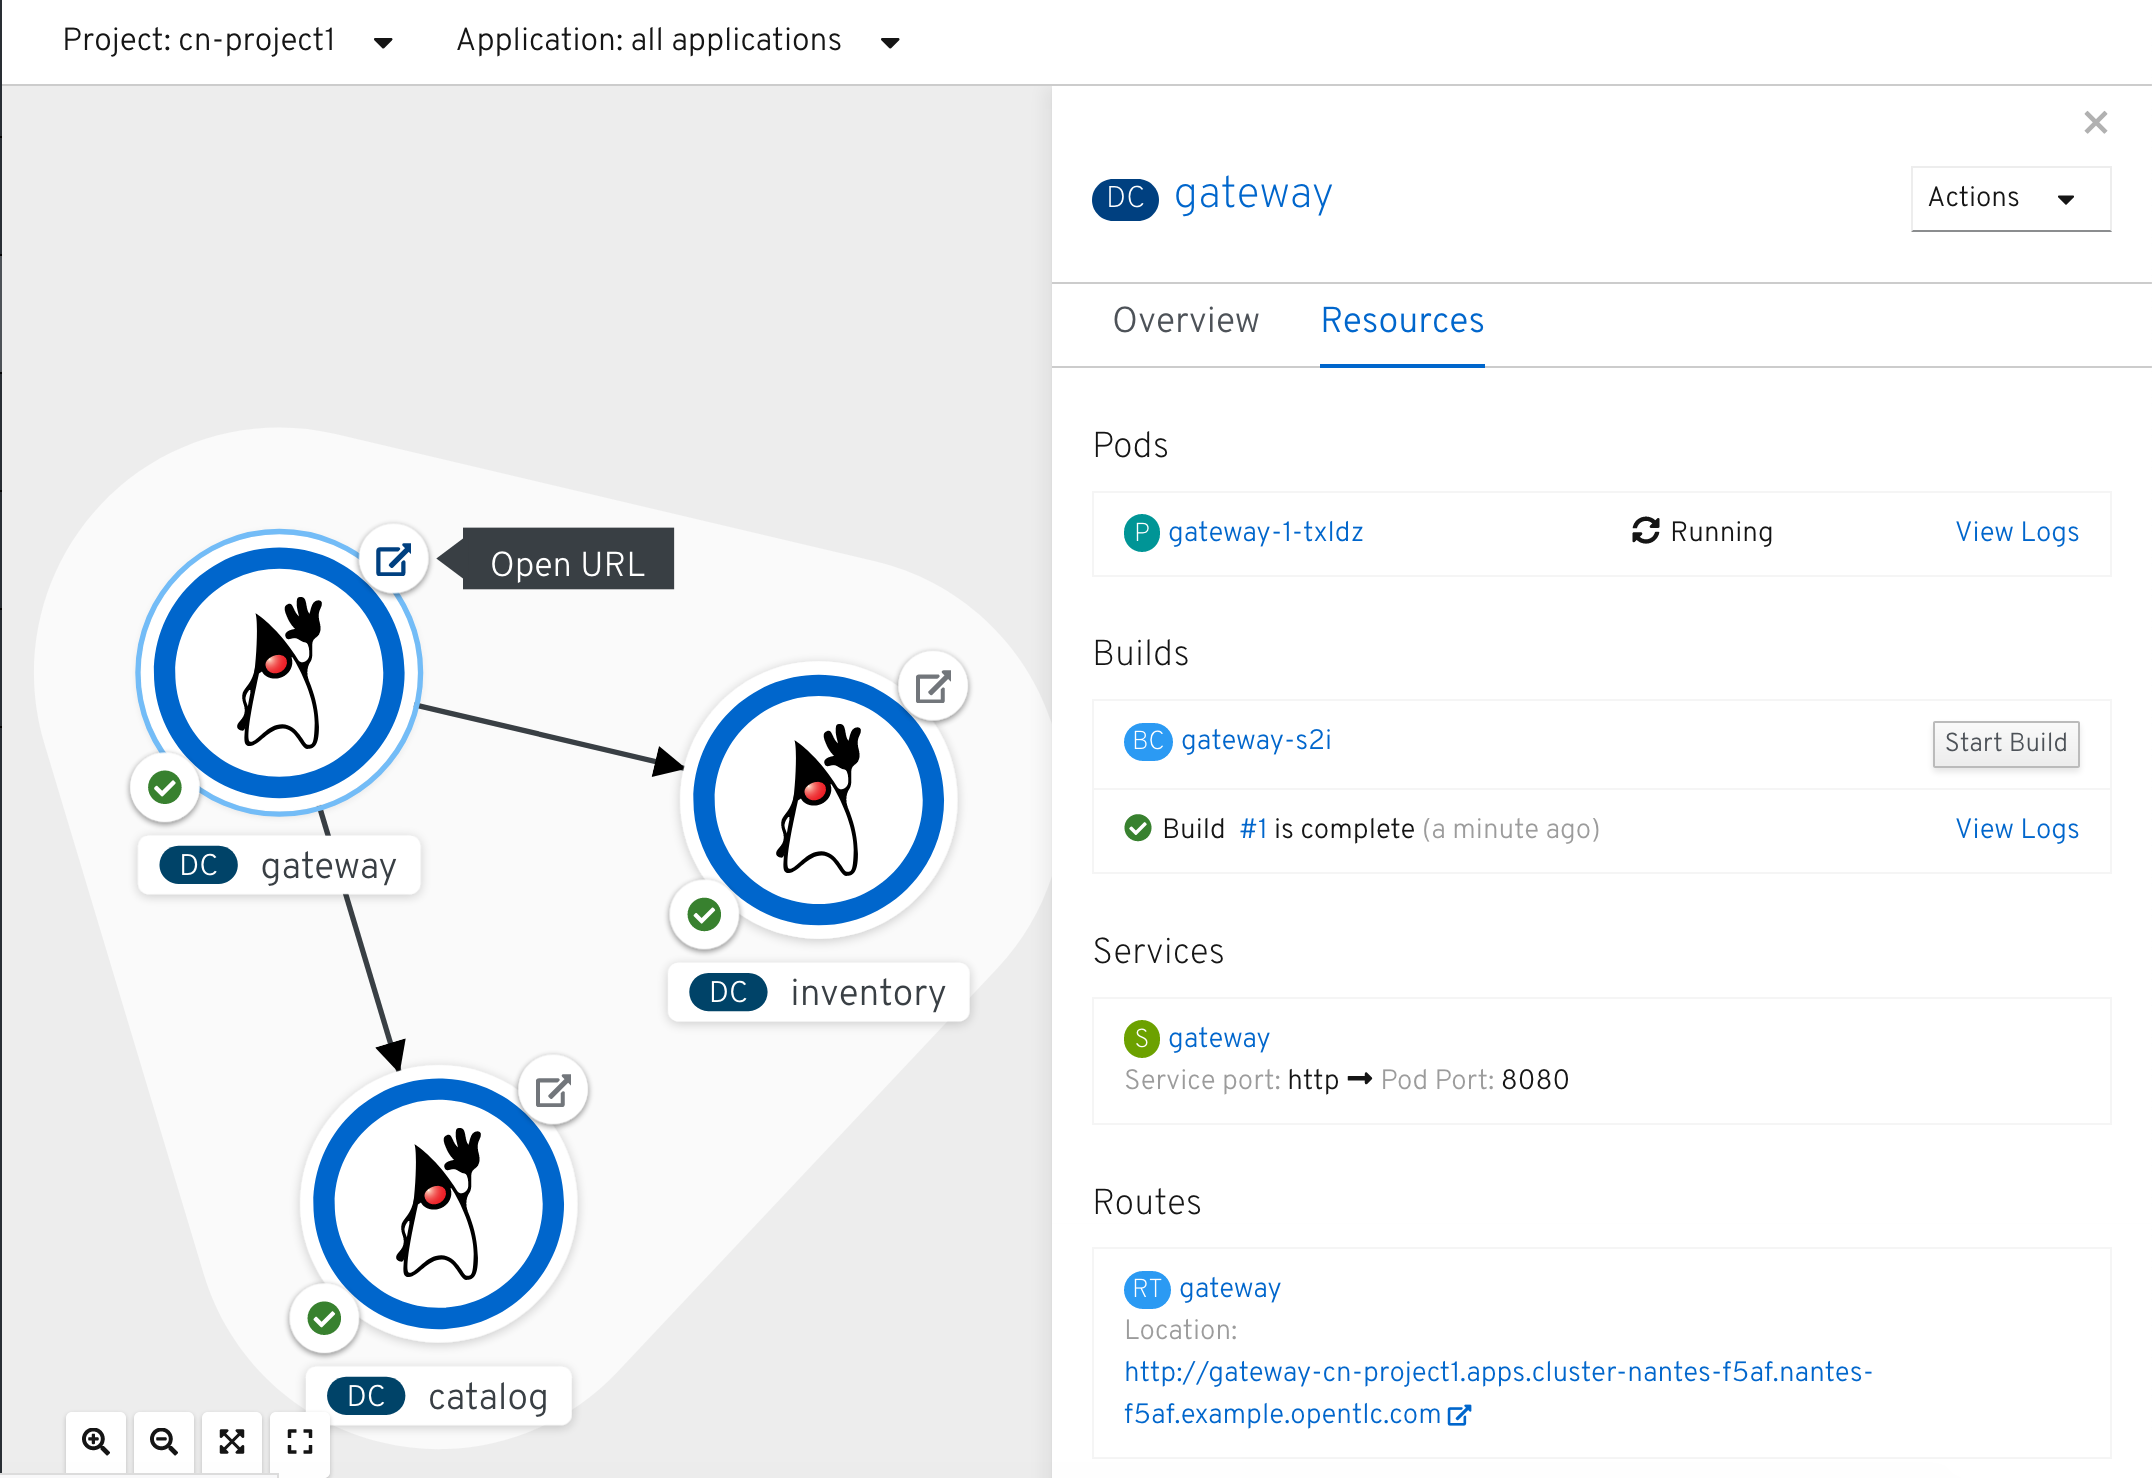 Project: cn-project1
Application: all applications
DC gateway
Actions
Overview
Resources
Pods
P gateway-1-txldz
Running
View Logs
Builds
BC gateway-s2i
Start Build
Build #1 is complete (a minute ago)
View Logs
Services
S gateway
Service port: http → Pod Port: 8080
Routes
RT gateway
Location:
http://gateway-cn-project1.apps.cluster-nantes-f5af.nantes-
f5af.example.opentlc.com
Open URL
DC gateway
DC inventory
DC catalog